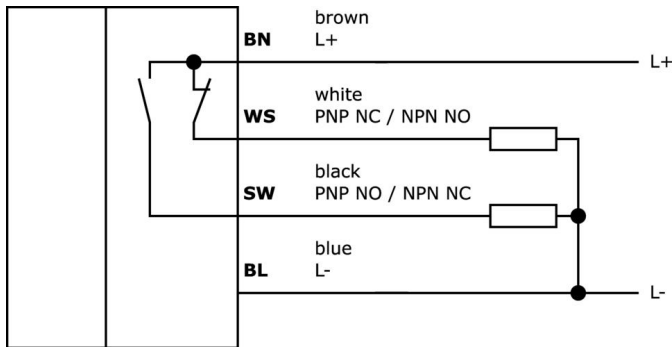 brown
BN L+
L+
white
WS PNP NC / NPN NO
black
SW PNP NO / NPN NC
blue
BL L-
L-